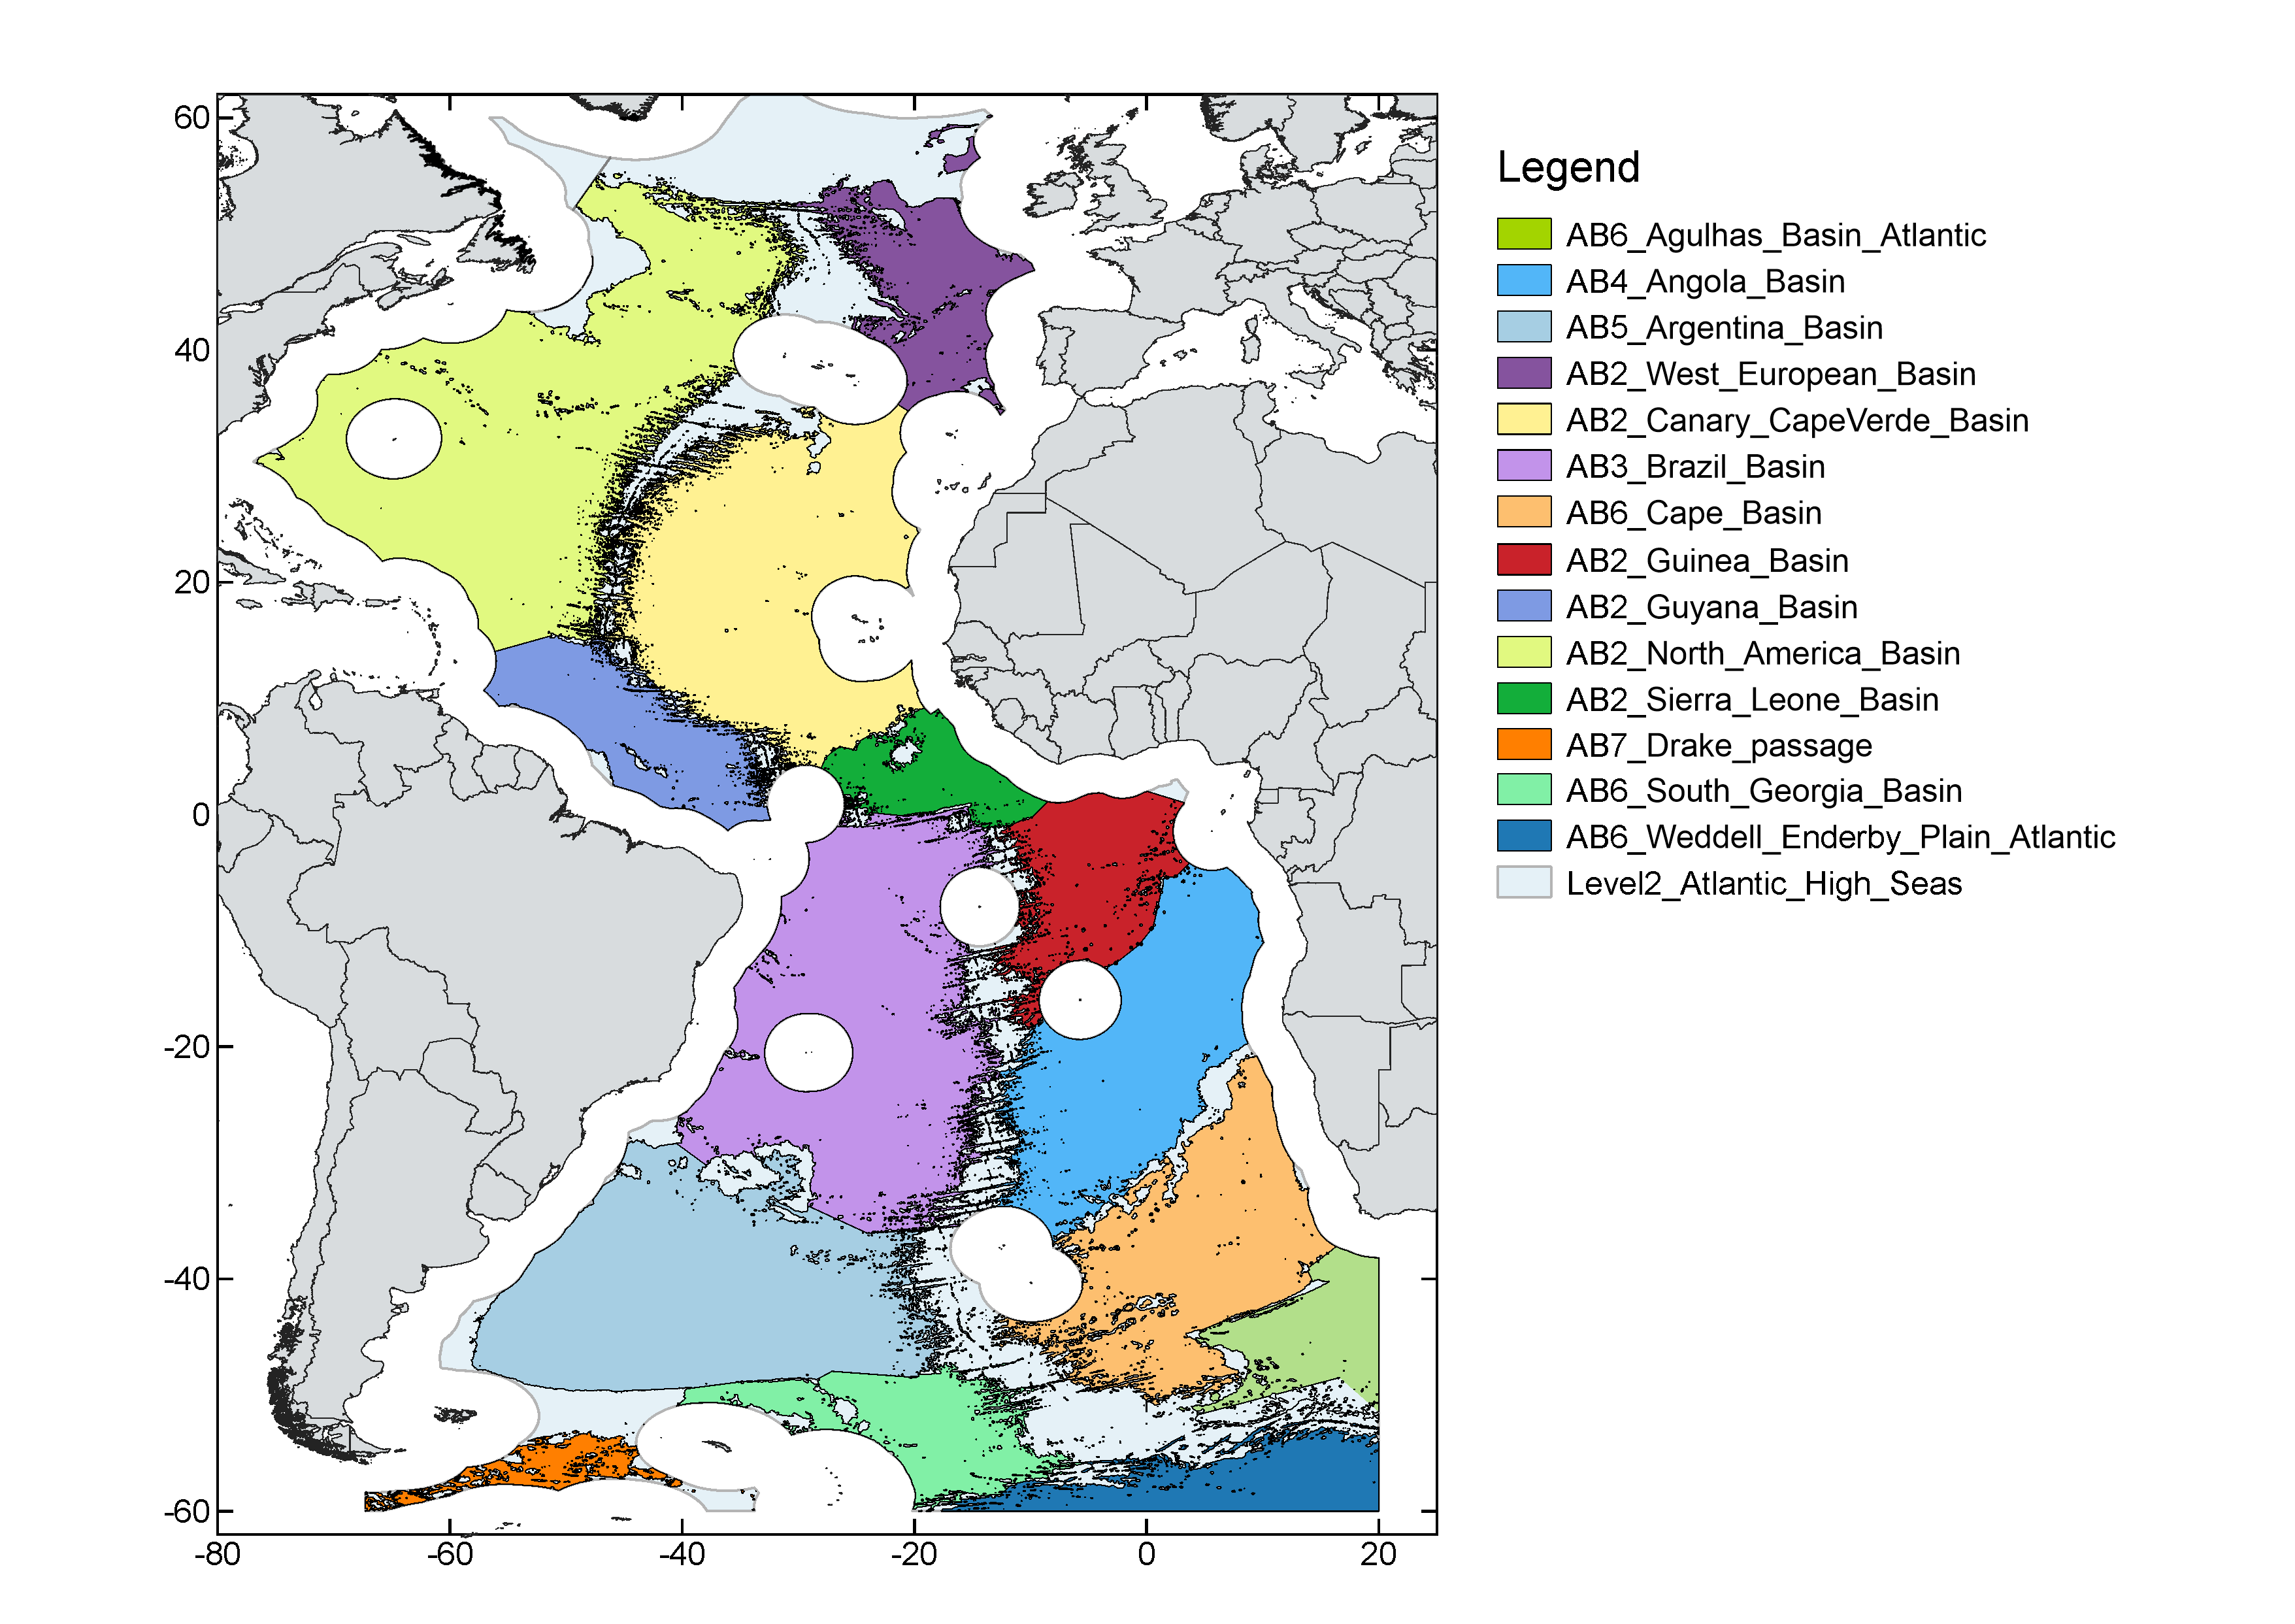 60
40
20
0
-20
-40
-60
-80
-60
-40
-20
0
20
Legend
AB6_Agulhas_Basin_Atlantic
AB4_Angola_Basin
AB5_Argentina_Basin
AB2_West_European_Basin
AB2_Canary_CapeVerde_Basin
AB3_Brazil_Basin
AB6_Cape_Basin
AB2_Guinea_Basin
AB2_Guyana_Basin
AB2_North_America_Basin
AB2_Sierra_Leone_Basin
AB7_Drake_passage
AB6_South_Georgia_Basin
AB6_Weddell_Enderby_Plain_Atlantic
Level2_Atlantic_High_Seas